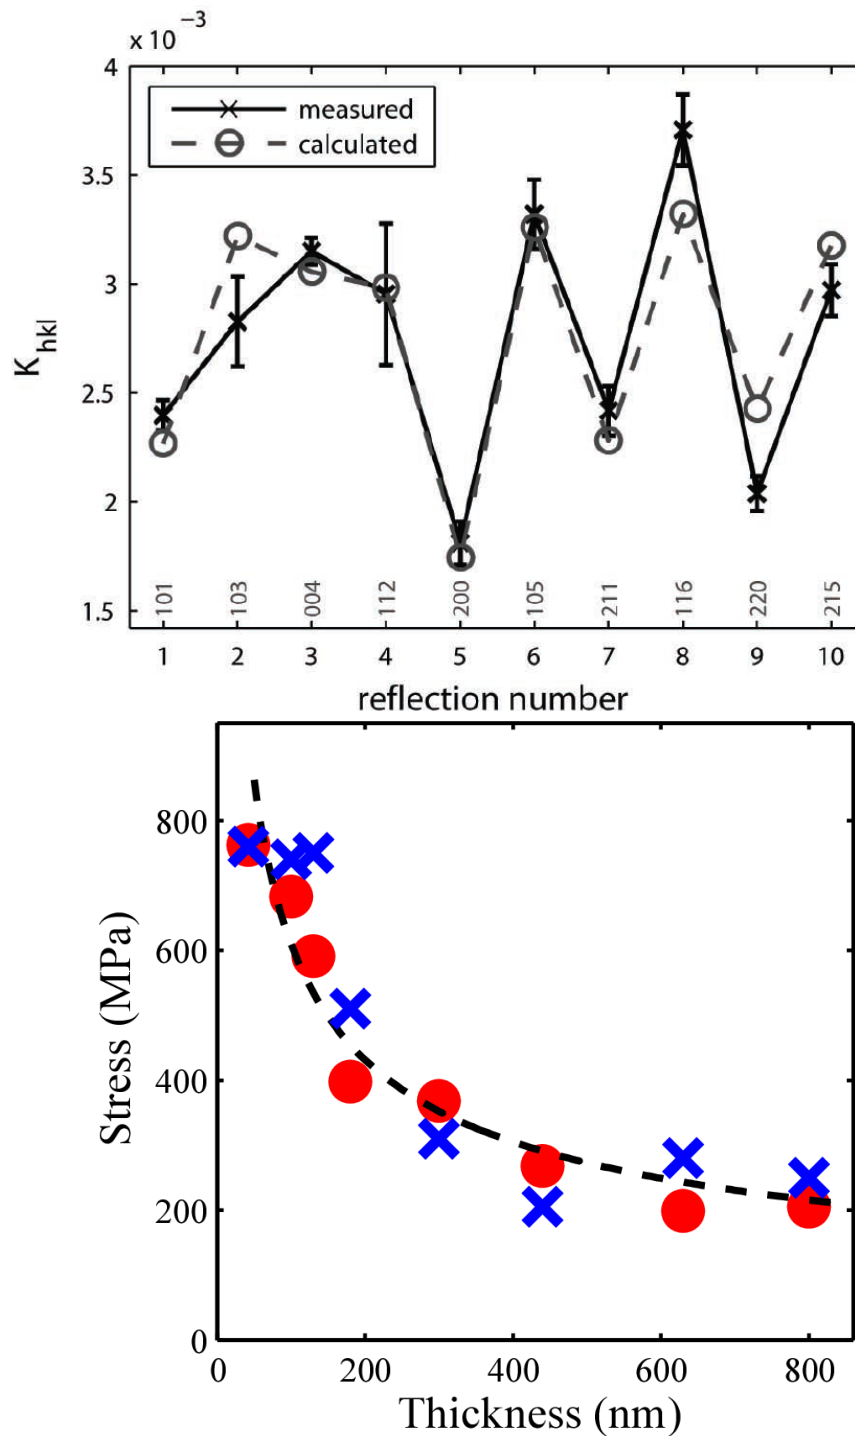 x 10⁻³
4
3.5
3
2.5
2
1.5
K_hkl
measured
calculated
101 103 004 112 200 105 211 116 220 215
1 2 3 4 5 6 7 8 9 10
reflection number
800
600
400
200
0
Stress (MPa)
0 200 400 600 800
Thickness (nm)